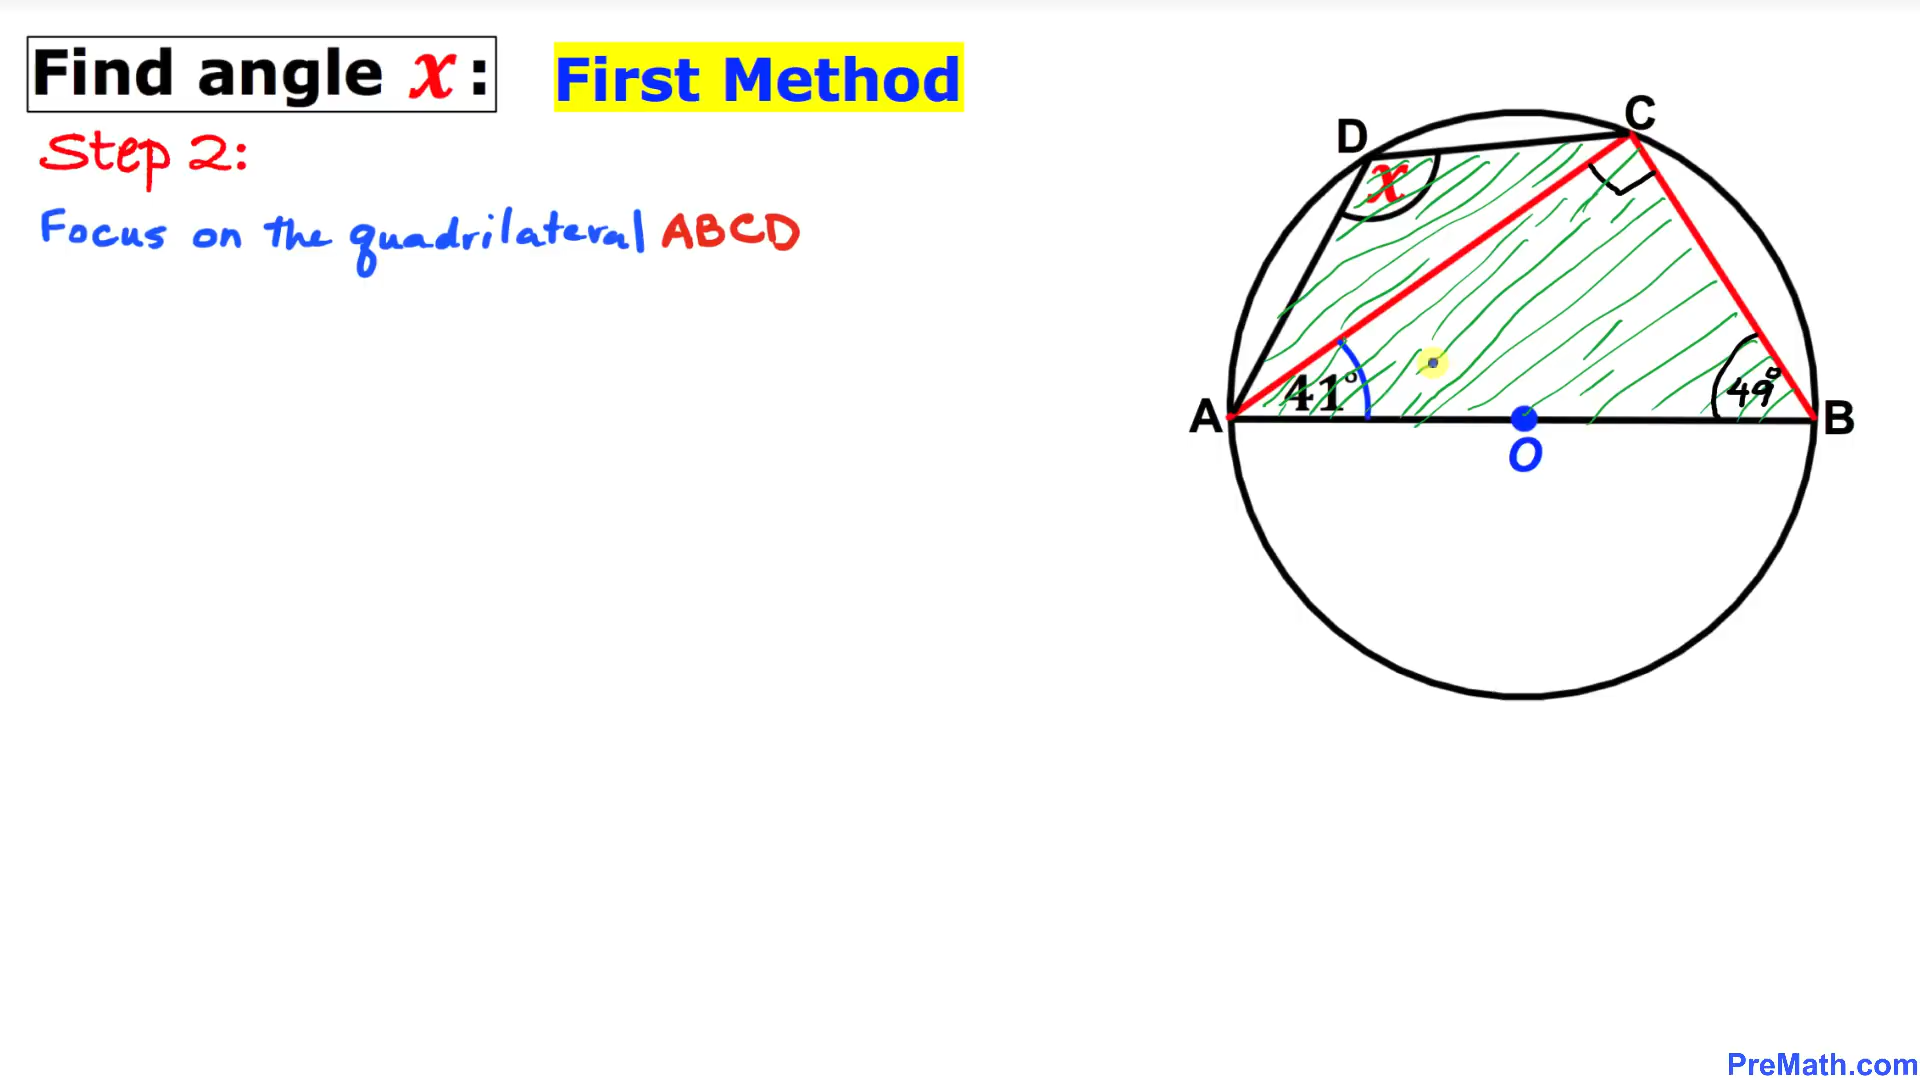 Find angle x:
First Method
Step 2:
Focus on the quadrilateral ABCD
D
C
x
41°
49°
A
B
O
PreMath.com